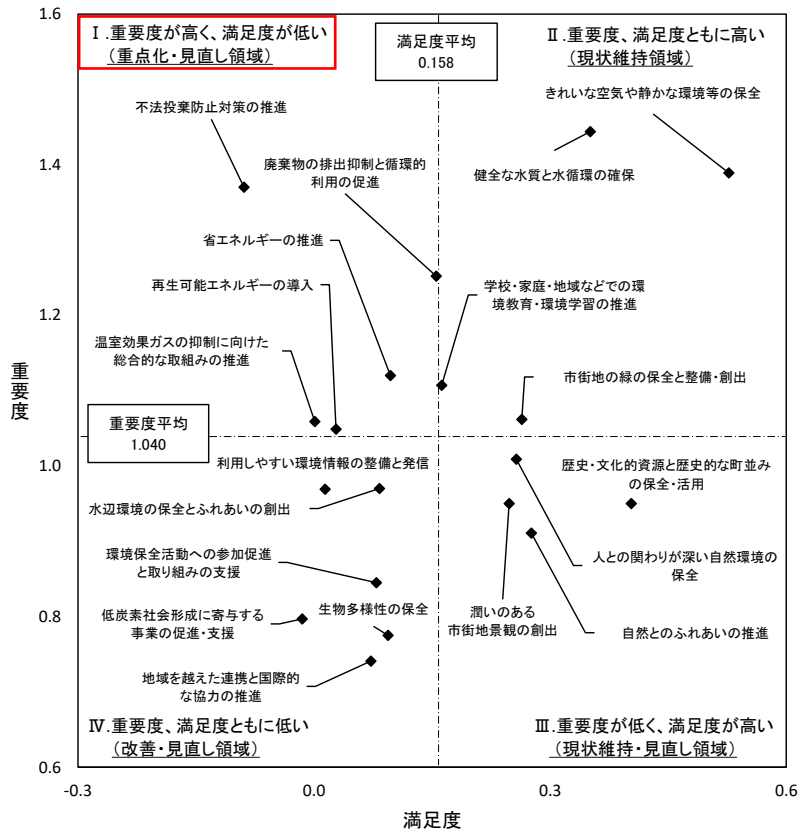 1.6
1.4
1.2
1.0
0.8
0.6
重要度
Ⅰ.重要度が高く、満足度が低い
(重点化・見直し領域)
満足度平均
0.158
Ⅱ.重要度、満足度ともに高い
(現状維持領域)
きれいな空気や静かな環境等の保全
不法投棄防止対策の推進
廃棄物の排出抑制と循環的
利用の促進
健全な水質と水循環の確保
省エネルギーの推進
再生可能エネルギーの導入
学校・家庭・地域などでの環
境教育・環境学習の推進
温室効果ガスの抑制に向けた
総合的な取組みの推進
市街地の緑の保全と整備・創出
重要度平均
1.040
利用しやすい環境情報の整備と発信
歴史・文化的資源と歴史的な町並み
の保全・活用
水辺環境の保全とふれあいの創出
環境保全活動への参加促進
と取り組みの支援
人との関わりが深い自然環境の
保全
低炭素社会形成に寄与する
事業の促進・支援
生物多様性の保全
潤いのある
市街地景観の創出
自然とのふれあいの推進
地域を越えた連携と国際的
な協力の推進
Ⅳ.重要度、満足度ともに低い
(改善・見直し領域)
Ⅲ.重要度が低く、満足度が高い
(現状維持・見直し領域)
-0.3
0.0
0.3
0.6
満足度